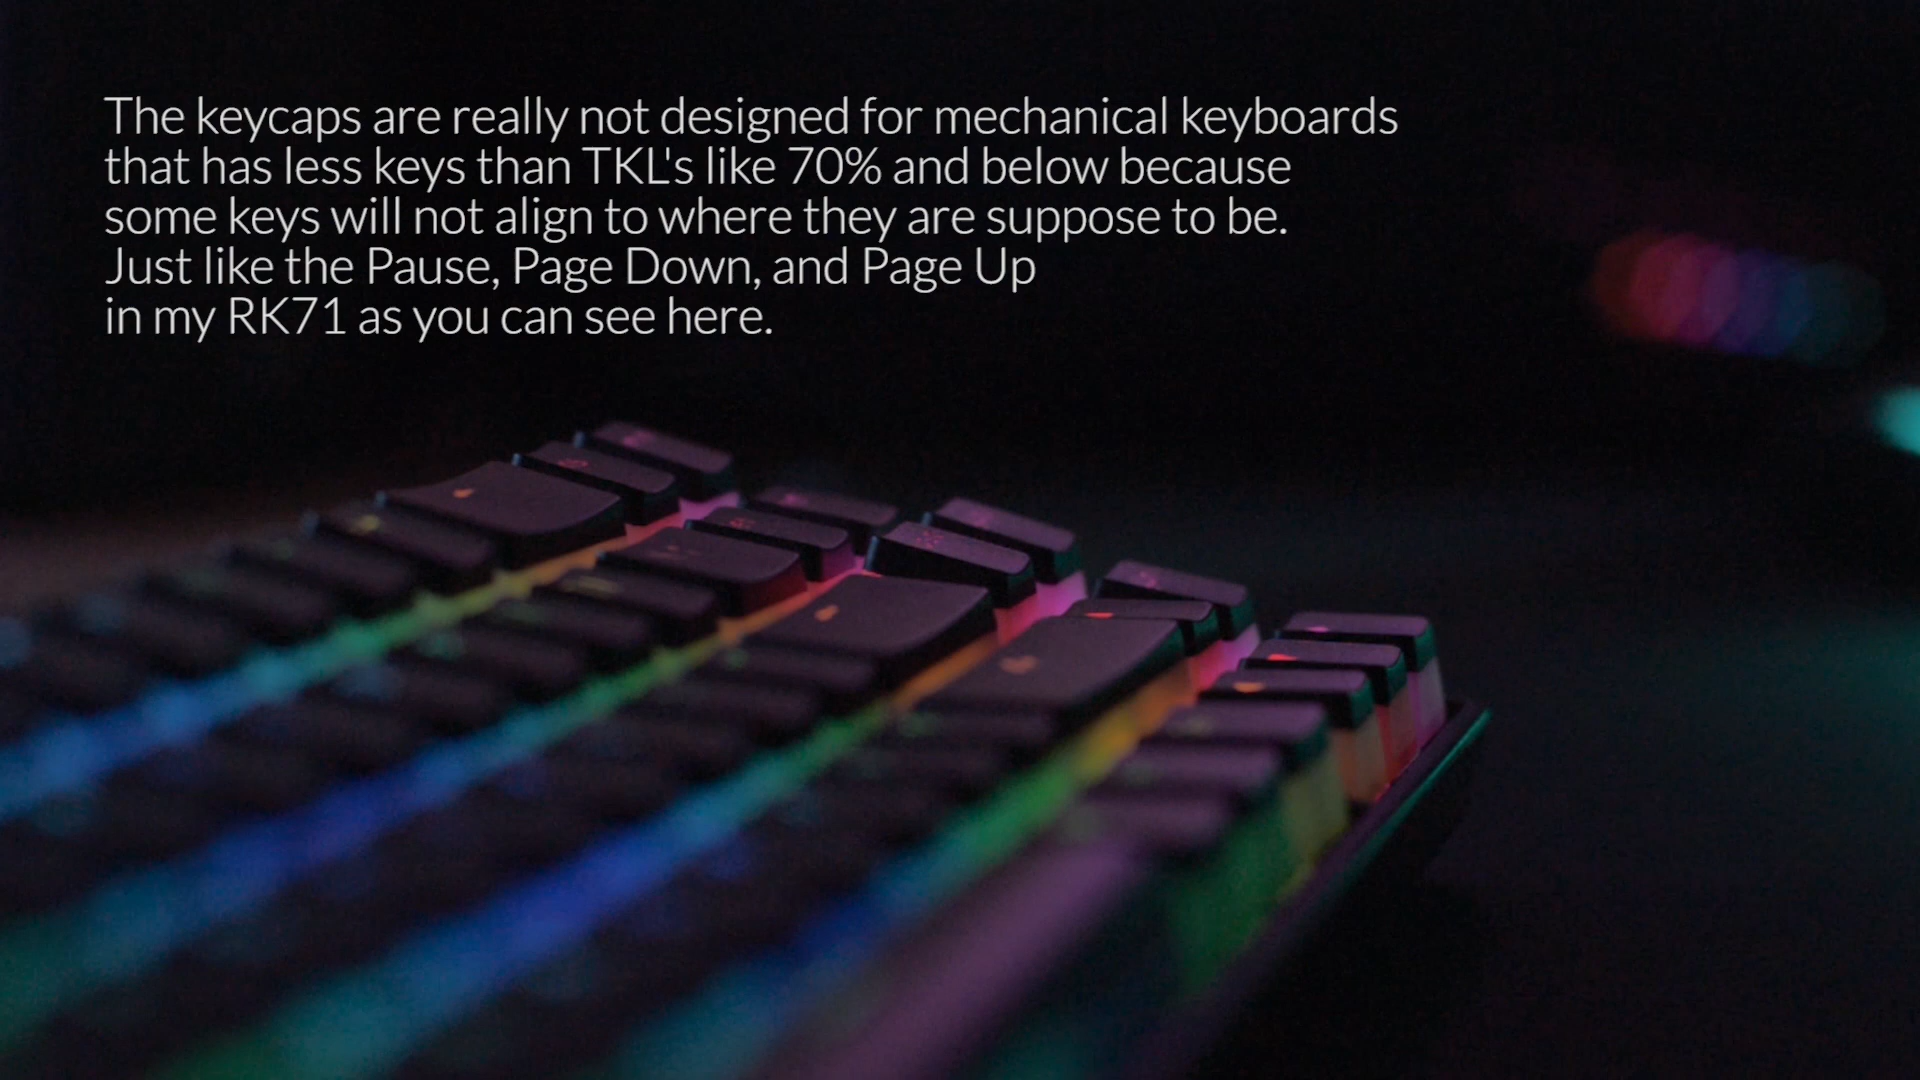 The keycaps are really not designed for mechanical keyboards
that has less keys than TKL's like 70% and below because
some keys will not align to where they are suppose to be.
Just like the Pause, Page Down, and Page Up
in my RK71 as you can see here.